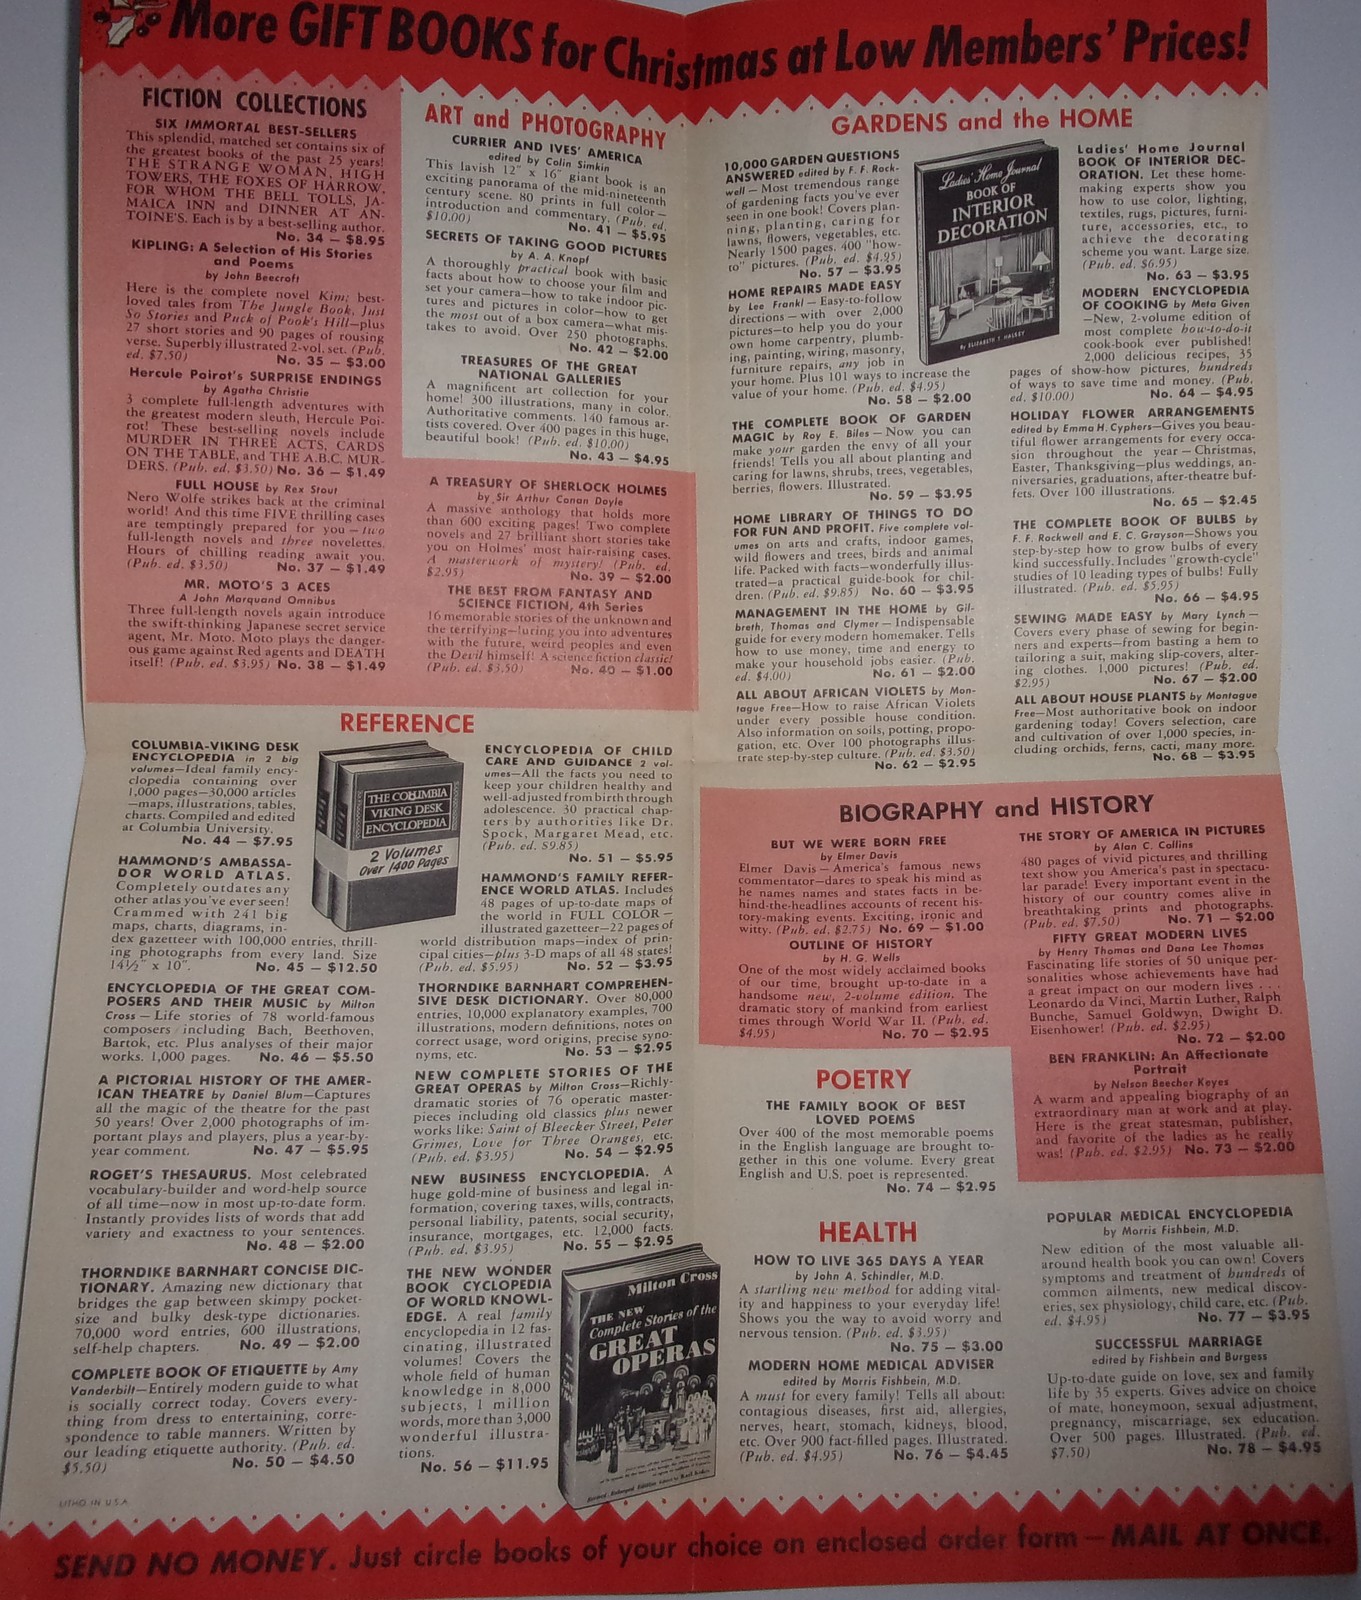 More GIFT BOOKS for Christmas at Low Members' Prices!
FICTION COLLECTIONS
SIX IMMORTAL BEST-SELLERS
This splendid, matched set contains six of
the greatest books of the past 25 years!
THE STRANGE WOMAN, HIGH
TOWERS, THE FOXES OF HARROW,
FOR WHOM THE BELL TOLLS, JA-
MAICA INN and DINNER AT AN-
TOINE'S. Each is by a best-selling author.
No. 34 — $8.95
KIPLING: A Selection of His Stories
and Poems
by John Beecroft
Here is the complete novel Kim; best-
loved tales from The Jungle Book, Just
So Stories and Puck of Pook's Hill—plus
27 short stories and 90 pages of rousing
verse. Superbly illustrated 2-vol. set. (Pub.
ed. $7.50) No. 35 — $3.00
Hercule Poirot's SURPRISE ENDINGS
by Agatha Christie
3 complete full-length adventures with
the greatest modern sleuth, Hercule Poi-
rot! These best-selling novels include
MURDER IN THREE ACTS, CARDS
ON THE TABLE, and THE A.B.C. MUR-
DERS. (Pub. ed. $3.50) No. 36 — $1.49
FULL HOUSE by Rex Stout
Nero Wolfe strikes back at the criminal
world! And this time FIVE thrilling cases
are temptingly prepared for you — two
full-length novels and three novelettes.
Hours of chilling reading await you.
(Pub. ed. $3.50) No. 37 — $1.49
MR. MOTO'S 3 ACES
A John Marquand Omnibus
Three full-length novels again introduce
the swift-thinking Japanese secret service
agent, Mr. Moto. Moto plays the danger-
ous game against Red agents and DEATH
itself! (Pub. ed. $3.95) No. 38 — $1.49
ART and PHOTOGRAPHY
CURRIER AND IVES' AMERICA
edited by Colin Simkin
This lavish 12" x 16" giant book is an
exciting panorama of the mid-nineteenth
century scene. 80 prints in full color —
introduction and commentary. (Pub. ed.
$10.00) No. 41 — $5.95
SECRETS OF TAKING GOOD PICTURES
by A. A. Knopf
A thoroughly practical book with basic
facts about how to choose your film and
set your camera—how to take indoor pic-
tures and pictures in color—how to get
the most out of a box camera—what mis-
takes to avoid. Over 250 photographs.
No. 42 — $2.00
TREASURES OF THE GREAT
NATIONAL GALLERIES
A magnificent art collection for your
home! 300 illustrations, many in color.
Authoritative comments. 140 famous ar-
tists covered. Over 400 pages in this huge,
beautiful book! (Pub. ed. $10.00)
No. 43 — $4.95
A TREASURY OF SHERLOCK HOLMES
by Sir Arthur Conan Doyle
A massive anthology that holds more
than 600 exciting pages! Two complete
novels and 27 brilliant short stories take
you on Holmes' most hair-raising cases.
A masterwork of mystery! (Pub. ed.
$2.95) No. 39 — $2.00
THE BEST FROM FANTASY AND
SCIENCE FICTION, 4th Series
16 memorable stories of the unknown and
the terrifying—luring you into adventures
with the future, weird peoples and even
the Devil himself! A science fiction classic!
(Pub. ed. $3.50) No. 40 — $1.00
GARDENS and the HOME
10,000 GARDEN QUESTIONS
ANSWERED edited by F. F. Rock-
well — Most tremendous range
of gardening facts you've ever
seen in one book! Covers plan-
ning, planting, caring for
lawns, flowers, vegetables, etc.
Nearly 1500 pages. 400 "how-
to" pictures. (Pub. ed. $4.95)
No. 57 — $3.95
HOME REPAIRS MADE EASY
by Lee Frankl — Easy-to-follow
directions — with over 2,000
pictures—to help you do your
own home carpentry, plumb-
ing, painting, wiring, masonry,
furniture repairs, any job in
your home. Plus 101 ways to increase the
value of your home. (Pub. ed. $4.95)
No. 58 — $2.00
THE COMPLETE BOOK OF GARDEN
MAGIC by Roy E. Biles — Now you can
make your garden the envy of all your
friends! Tells you all about planting and
caring for lawns, shrubs, trees, vegetables,
berries, flowers. Illustrated.
No. 59 — $3.95
HOME LIBRARY OF THINGS TO DO
FOR FUN AND PROFIT. Five complete vol-
umes on arts and crafts, indoor games,
wild flowers and trees, birds and animal
life. Packed with facts—wonderfully illus-
trated—a practical guide-book for chil-
dren. (Pub. ed. $9.85) No. 60 — $3.95
MANAGEMENT IN THE HOME by Gil-
breth, Thomas and Clymer — Indispensable
guide for every modern homemaker. Tells
how to use money, time and energy to
make your household jobs easier. (Pub.
ed. $4.00) No. 61 — $2.00
ALL ABOUT AFRICAN VIOLETS by Mon-
tague Free—How to raise African Violets
under every possible house condition.
Also information on soils, potting, propo-
gation, etc. Over 100 photographs illus-
trate step-by-step culture. (Pub. ed. $3.50)
No. 62 — $2.95
Ladies' Home Journal
BOOK OF
INTERIOR
DECORATION
By ELIZABETH T. HALSEY
Ladies' Home Journal
BOOK OF INTERIOR DEC-
ORATION. Let these home-
making experts show you
how to use color, lighting,
textiles, rugs, pictures, furni-
ture, accessories, etc., to
achieve the decorating
scheme you want. Large size.
(Pub. ed. $6.95)
No. 63 — $3.95
MODERN ENCYCLOPEDIA
OF COOKING by Meta Given
—New, 2-volume edition of
most complete how-to-do-it
cook-book ever published!
2,000 delicious recipes, 35
pages of show-how pictures, hundreds
of ways to save time and money. (Pub.
ed. $10.00) No. 64 — $4.95
HOLIDAY FLOWER ARRANGEMENTS
edited by Emma H. Cyphers—Gives you beau-
tiful flower arrangements for every occa-
sion throughout the year — Christmas,
Easter, Thanksgiving—plus weddings, an-
niversaries, graduations, after-theatre buf-
fets. Over 100 illustrations.
No. 65 — $2.45
THE COMPLETE BOOK OF BULBS by
F. F. Rockwell and E. C. Grayson—Shows you
step-by-step how to grow bulbs of every
kind successfully. Includes "growth-cycle"
studies of 10 leading types of bulbs! Fully
illustrated. (Pub. ed. $5.95)
No. 66 — $4.95
SEWING MADE EASY by Mary Lynch —
Covers every phase of sewing for begin-
ners and experts—from basting a hem to
tailoring a suit, making slip-covers, alter-
ing clothes. 1,000 pictures! (Pub. ed.
$2.95) No. 67 — $2.00
ALL ABOUT HOUSE PLANTS by Montague
Free—Most authoritative book on indoor
gardening today! Covers selection, care
and cultivation of over 1,000 species, in-
cluding orchids, ferns, cacti, many more.
No. 68 — $3.95
REFERENCE
COLUMBIA-VIKING DESK
ENCYCLOPEDIA in 2 big
volumes—Ideal family ency-
clopedia containing over
1,000 pages—30,000 articles
—maps, illustrations, tables,
charts. Compiled and edited
at Columbia University.
No. 44 — $7.95
HAMMOND'S AMBASSA-
DOR WORLD ATLAS.
Completely outdates any
other atlas you've ever seen!
Crammed with 241 big
maps, charts, diagrams, in-
dex gazetteer with 100,000 entries, thrill-
ing photographs from every land. Size
14½" x 10". No. 45 — $12.50
ENCYCLOPEDIA OF THE GREAT COM-
POSERS AND THEIR MUSIC by Milton
Cross — Life stories of 78 world-famous
composers including Bach, Beethoven,
Bartok, etc. Plus analyses of their major
works. 1,000 pages. No. 46 — $5.50
A PICTORIAL HISTORY OF THE AMER-
ICAN THEATRE by Daniel Blum—Captures
all the magic of the theatre for the past
50 years! Over 2,000 photographs of im-
portant plays and players, plus a year-by-
year comment. No. 47 — $5.95
ROGET'S THESAURUS. Most celebrated
vocabulary-builder and word-help source
of all time—now in most up-to-date form.
Instantly provides lists of words that add
variety and exactness to your sentences.
No. 48 — $2.00
THORNDIKE BARNHART CONCISE DIC-
TIONARY. Amazing new dictionary that
bridges the gap between skimpy pocket-
size and bulky desk-type dictionaries.
70,000 word entries, 600 illustrations,
self-help chapters. No. 49 — $2.00
COMPLETE BOOK OF ETIQUETTE by Amy
Vanderbilt—Entirely modern guide to what
is socially correct today. Covers every-
thing from dress to entertaining, corre-
spondence to table manners. Written by
our leading etiquette authority. (Pub. ed.
$5.50) No. 50 — $4.50
LITHO IN U.S.A.
THE COLUMBIA
VIKING DESK
ENCYCLOPEDIA
2 Volumes
Over 1400 Pages
ENCYCLOPEDIA OF CHILD
CARE AND GUIDANCE 2 vol-
umes—All the facts you need to
keep your children healthy and
well-adjusted from birth through
adolescence. 30 practical chap-
ters by authorities like Dr.
Spock, Margaret Mead, etc.
(Pub. ed. $9.85)
No. 51 — $5.95
HAMMOND'S FAMILY REFER-
ENCE WORLD ATLAS. Includes
48 pages of up-to-date maps of
the world in FULL COLOR —
illustrated gazetteer—22 pages of
world distribution maps—index of prin-
cipal cities—plus 3-D maps of all 48 states!
(Pub. ed. $5.95) No. 52 — $3.95
THORNDIKE BARNHART COMPREHEN-
SIVE DESK DICTIONARY. Over 80,000
entries, 10,000 explanatory examples, 700
illustrations, modern definitions, notes on
correct usage, word origins, precise syno-
nyms, etc. No. 53 — $2.95
NEW COMPLETE STORIES OF THE
GREAT OPERAS by Milton Cross—Richly-
dramatic stories of 76 operatic master-
pieces including old classics plus newer
works like: Saint of Bleecker Street, Peter
Grimes, Love for Three Oranges, etc.
(Pub. ed. $3.95) No. 54 — $2.95
NEW BUSINESS ENCYCLOPEDIA. A
huge gold-mine of business and legal in-
formation, covering taxes, wills, contracts,
personal liability, patents, social security,
insurance, mortgages, etc. 12,000 facts.
(Pub. ed. $3.95) No. 55 — $2.95
THE NEW WONDER
BOOK CYCLOPEDIA
OF WORLD KNOWL-
EDGE. A real family
encyclopedia in 12 fas-
cinating, illustrated
volumes! Covers the
whole field of human
knowledge in 8,000
subjects, 1 million
words, more than 3,000
wonderful illustra-
tions.
No. 56 — $11.95
Milton Cross
THE NEW
Complete Stories of the
GREAT
OPERAS
BIOGRAPHY and HISTORY
BUT WE WERE BORN FREE
by Elmer Davis
Elmer Davis — America's famous news
commentator—dares to speak his mind as
he names names and states facts in be-
hind-the-headlines accounts of recent his-
tory-making events. Exciting, ironic and
witty. (Pub. ed. $2.75) No. 69 — $1.00
OUTLINE OF HISTORY
by H. G. Wells
One of the most widely acclaimed books
of our time, brought up-to-date in a
handsome new, 2-volume edition. The
dramatic story of mankind from earliest
times through World War II. (Pub. ed.
$4.95) No. 70 — $2.95
THE STORY OF AMERICA IN PICTURES
by Alan C. Collins
480 pages of vivid pictures and thrilling
text show you America's past in spectacu-
lar parade! Every important event in the
history of our country comes alive in
breathtaking prints and photographs.
(Pub. ed. $7.50) No. 71 — $2.00
FIFTY GREAT MODERN LIVES
by Henry Thomas and Dana Lee Thomas
Fascinating life stories of 50 unique per-
sonalities whose achievements have had
a great impact on our modern lives . . .
Leonardo da Vinci, Martin Luther, Ralph
Bunche, Samuel Goldwyn, Dwight D.
Eisenhower! (Pub. ed. $2.95)
No. 72 — $2.00
BEN FRANKLIN: An Affectionate
Portrait
by Nelson Beecher Keyes
A warm and appealing biography of an
extraordinary man at work and at play.
Here is the great statesman, publisher,
and favorite of the ladies as he really
was! (Pub. ed. $2.95) No. 73 — $2.00
POETRY
THE FAMILY BOOK OF BEST
LOVED POEMS
Over 400 of the most memorable poems
in the English language are brought to-
gether in this one volume. Every great
English and U.S. poet is represented.
No. 74 — $2.95
HEALTH
HOW TO LIVE 365 DAYS A YEAR
by John A. Schindler, M.D.
A startling new method for adding vital-
ity and happiness to your everyday life!
Shows you the way to avoid worry and
nervous tension. (Pub. ed. $3.95)
No. 75 — $3.00
MODERN HOME MEDICAL ADVISER
edited by Morris Fishbein, M.D.
A must for every family! Tells all about:
contagious diseases, first aid, allergies,
nerves, heart, stomach, kidneys, blood,
etc. Over 900 fact-filled pages. Illustrated.
(Pub. ed. $4.95) No. 76 — $4.45
POPULAR MEDICAL ENCYCLOPEDIA
by Morris Fishbein, M.D.
New edition of the most valuable all-
around health book you can own! Covers
symptoms and treatment of hundreds of
common ailments, new medical discov-
eries, sex physiology, child care, etc. (Pub.
ed. $4.95) No. 77 — $3.95
SUCCESSFUL MARRIAGE
edited by Fishbein and Burgess
Up-to-date guide on love, sex and family
life by 35 experts. Gives advice on choice
of mate, honeymoon, sexual adjustment,
pregnancy, miscarriage, sex education.
Over 500 pages. Illustrated. (Pub. ed.
$7.50) No. 78 — $4.95
SEND NO MONEY. Just circle books of your choice on enclosed order form — MAIL AT ONCE.